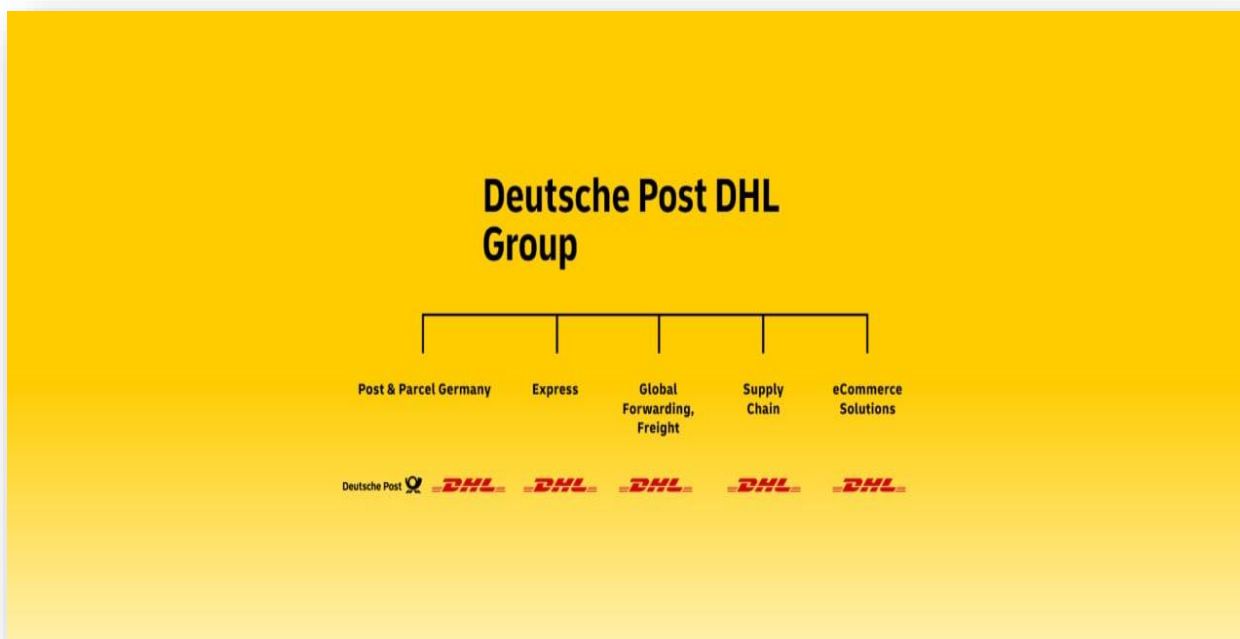 Deutsche Post DHL
Group
Post & Parcel Germany
Express
Global
Forwarding,
Freight
Supply
Chain
eCommerce
Solutions
Deutsche Post DHL DHL DHL DHL DHL